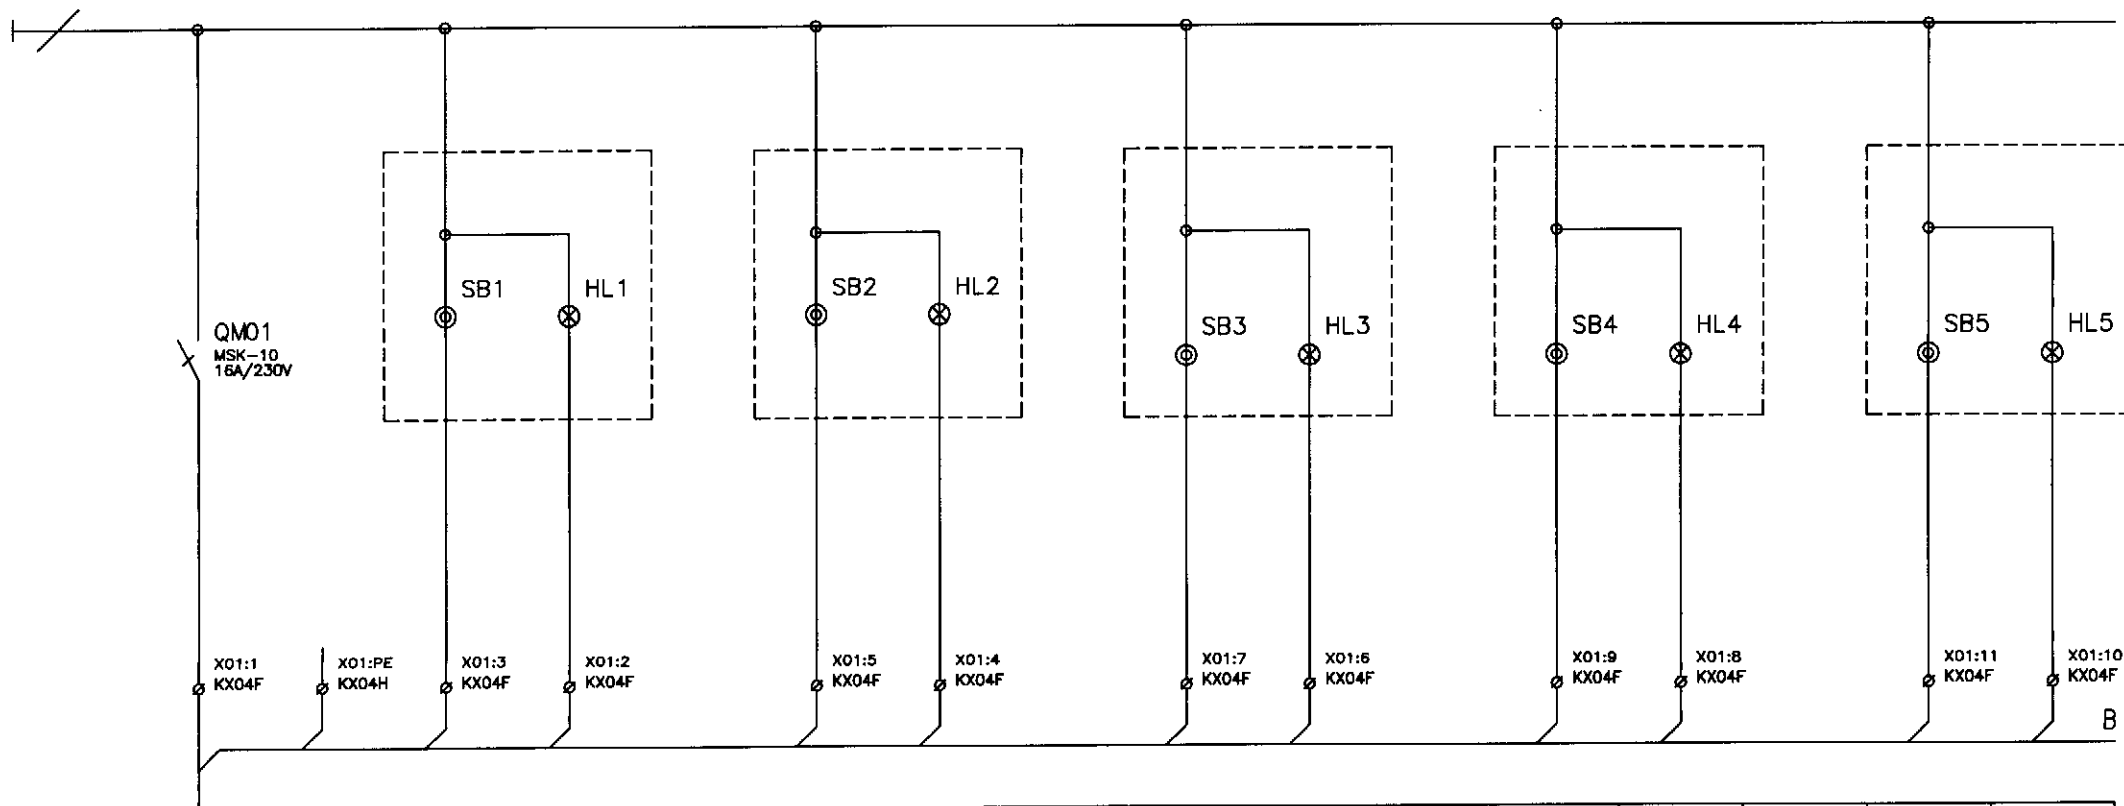 SB1
HL1
SB2
HL2
SB3
HL3
SB4
HL4
SB5
HL5
QM01
MSK-10
16A/230V
X01:1
KX04F
X01:PE
KX04H
X01:3
KX04F
X01:2
KX04F
X01:5
KX04F
X01:4
KX04F
X01:7
KX04F
X01:6
KX04F
X01:9
KX04F
X01:8
KX04F
X01:11
KX04F
X01:10
KX04F
B